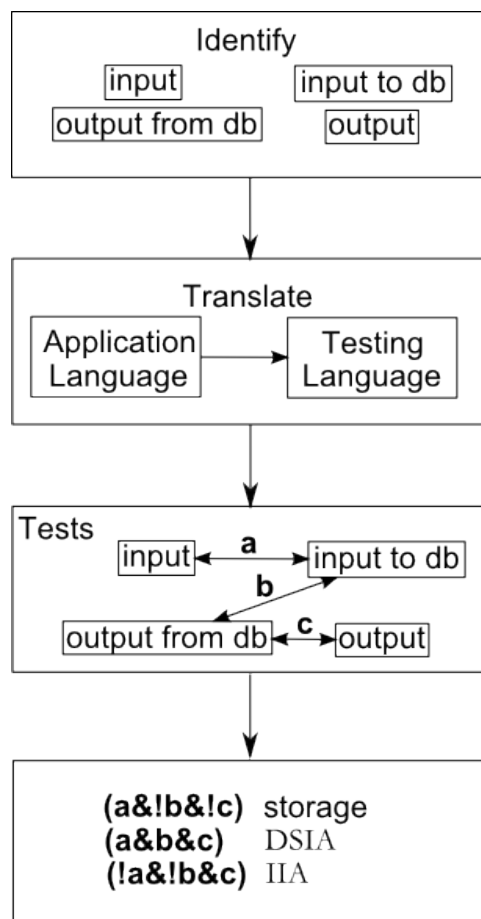 Identify
input input to db
output from db output
Translate
Application Language Testing Language
Tests
input a input to db
b
output from db c output
(a&!b&!c) storage
(a&b&c) DSIA
(!a&!b&c) IIA